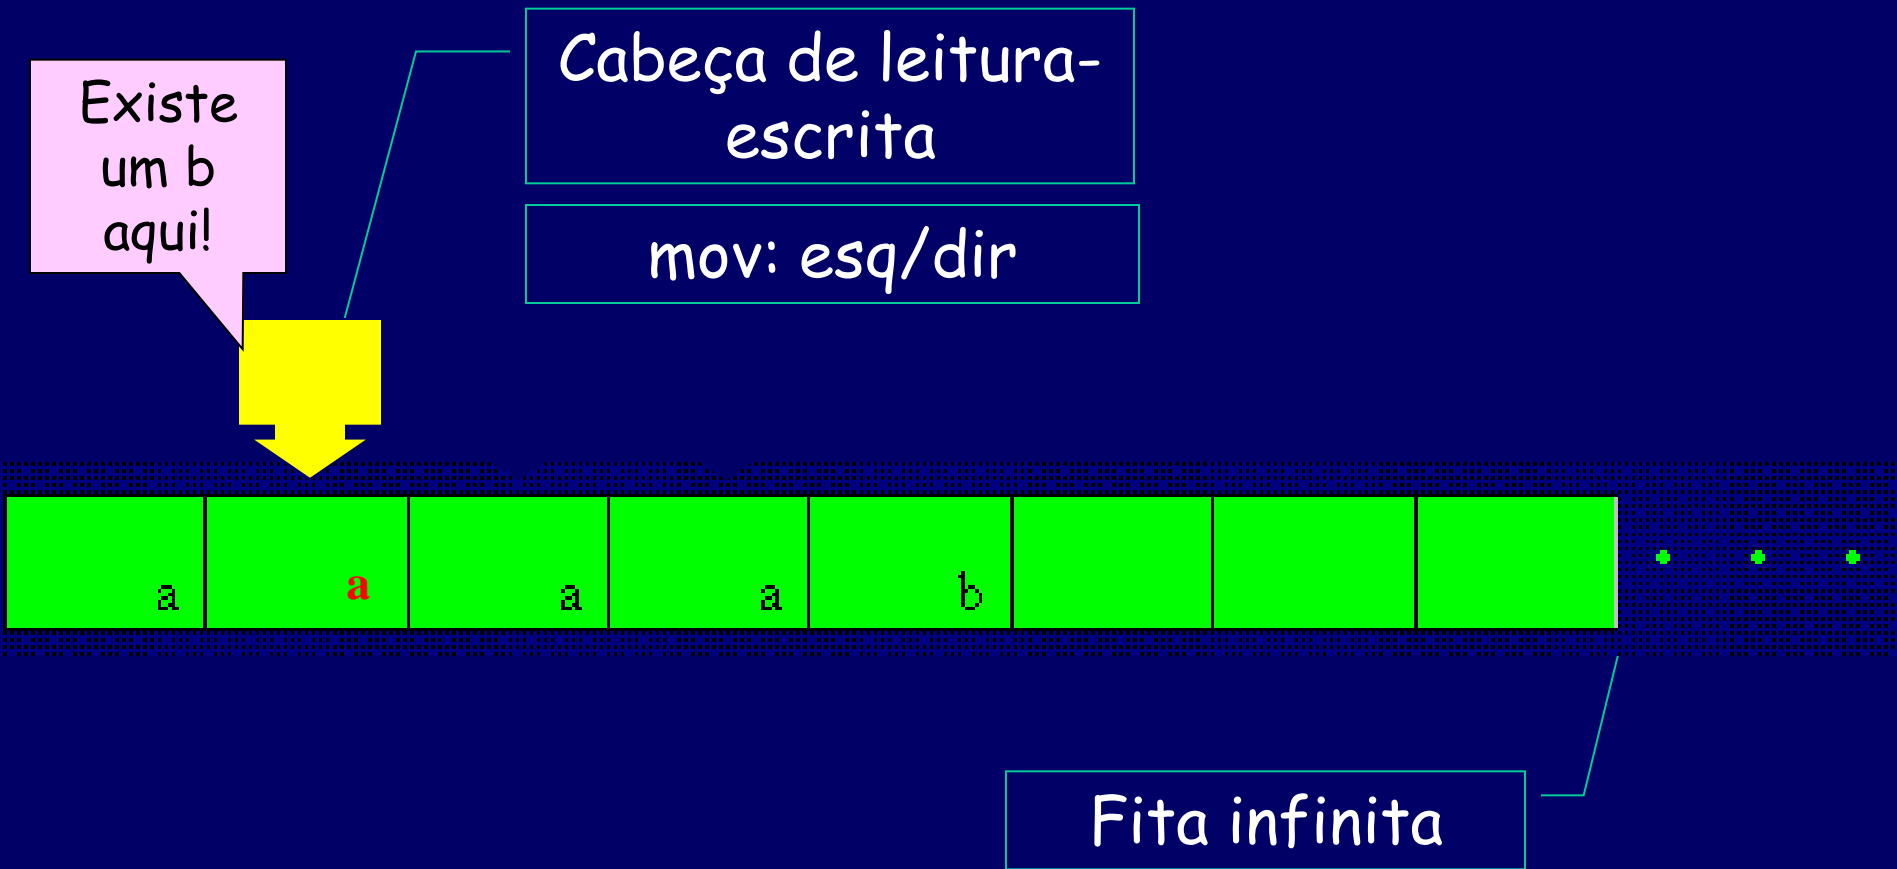 Cabeça de leitura-
escrita
Existe
um b
aqui!
mov: esq/dir
a a a a b
Fita infinita